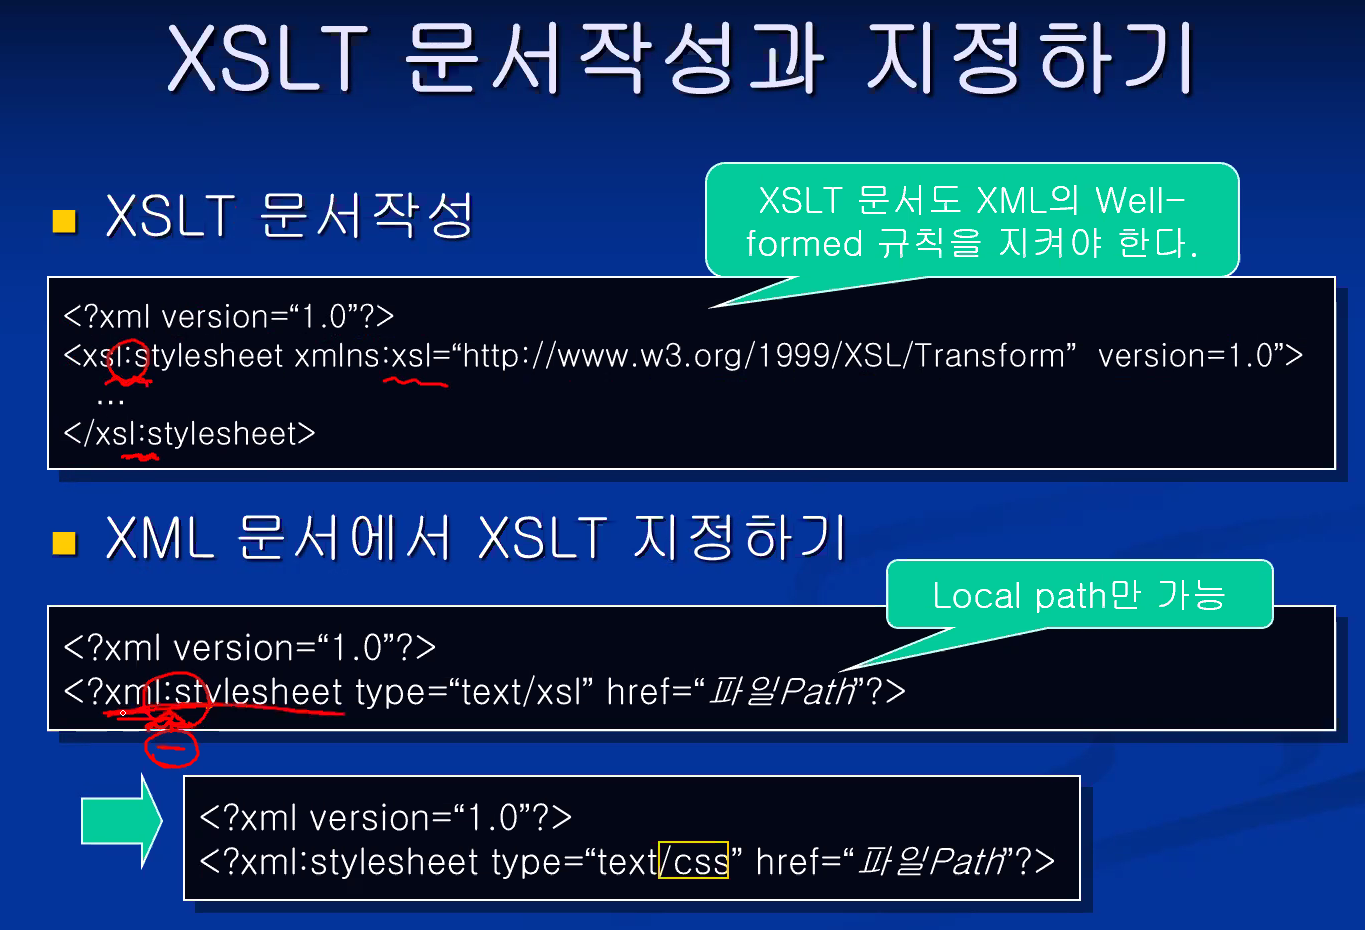 XSLT 문서작성과 지정하기
XSLT 문서작성
XSLT 문서도 XML의 Well-
formed 규칙을 지켜야 한다.
<?xml version=“1.0”?>
<xsl:stylesheet xmlns:xsl=“http://www.w3.org/1999/XSL/Transform” version=1.0”>
...
</xsl:stylesheet>
XML 문서에서 XSLT 지정하기
Local path만 가능
<?xml version=“1.0”?>
<?xml:stylesheet type=“text/xsl” href=“파일Path”?>
<?xml version=“1.0”?>
<?xml:stylesheet type=“text/css” href=“파일Path”?>